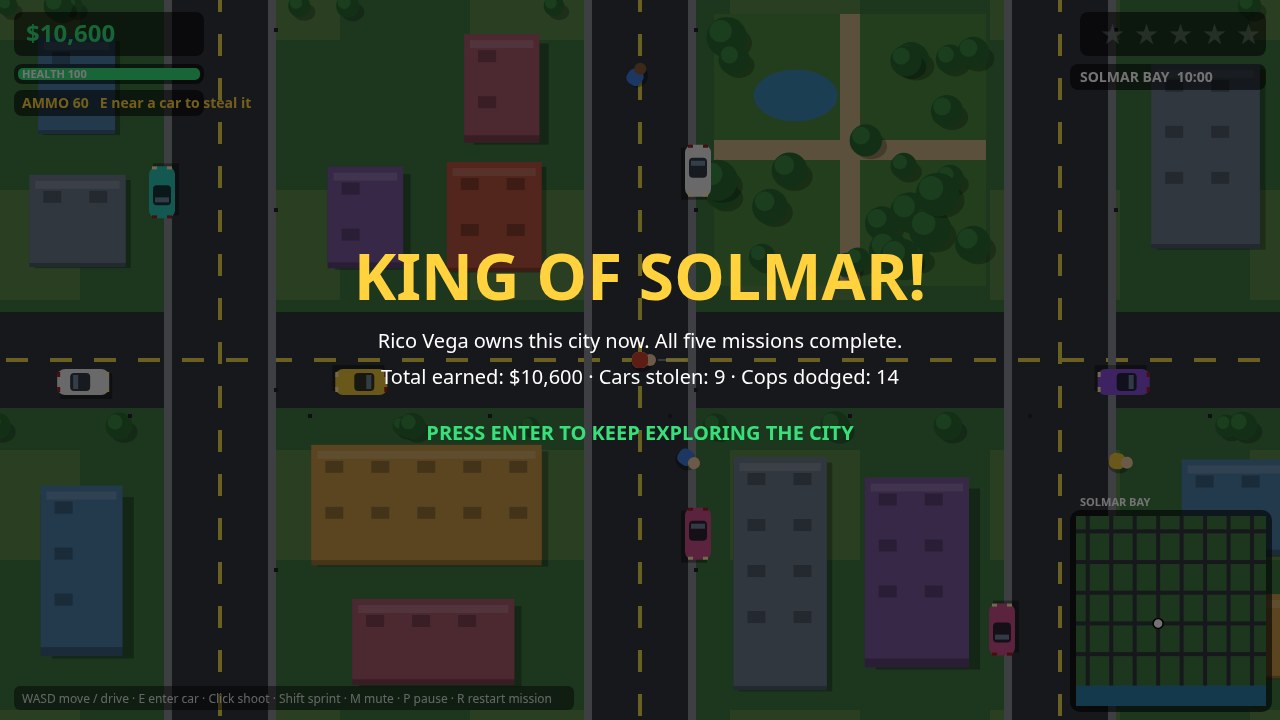 $10,600
HEALTH 100
AMMO 60 E near a car to steal it
SOLMAR BAY 10:00
KING OF SOLMAR!
Rico Vega owns this city now. All five missions complete.
Total earned: $10,600 · Cars stolen: 9 · Cops dodged: 14
PRESS ENTER TO KEEP EXPLORING THE CITY
SOLMAR BAY
WASD move / drive · E enter car · Click shoot · Shift sprint · M mute · P pause · R restart mission